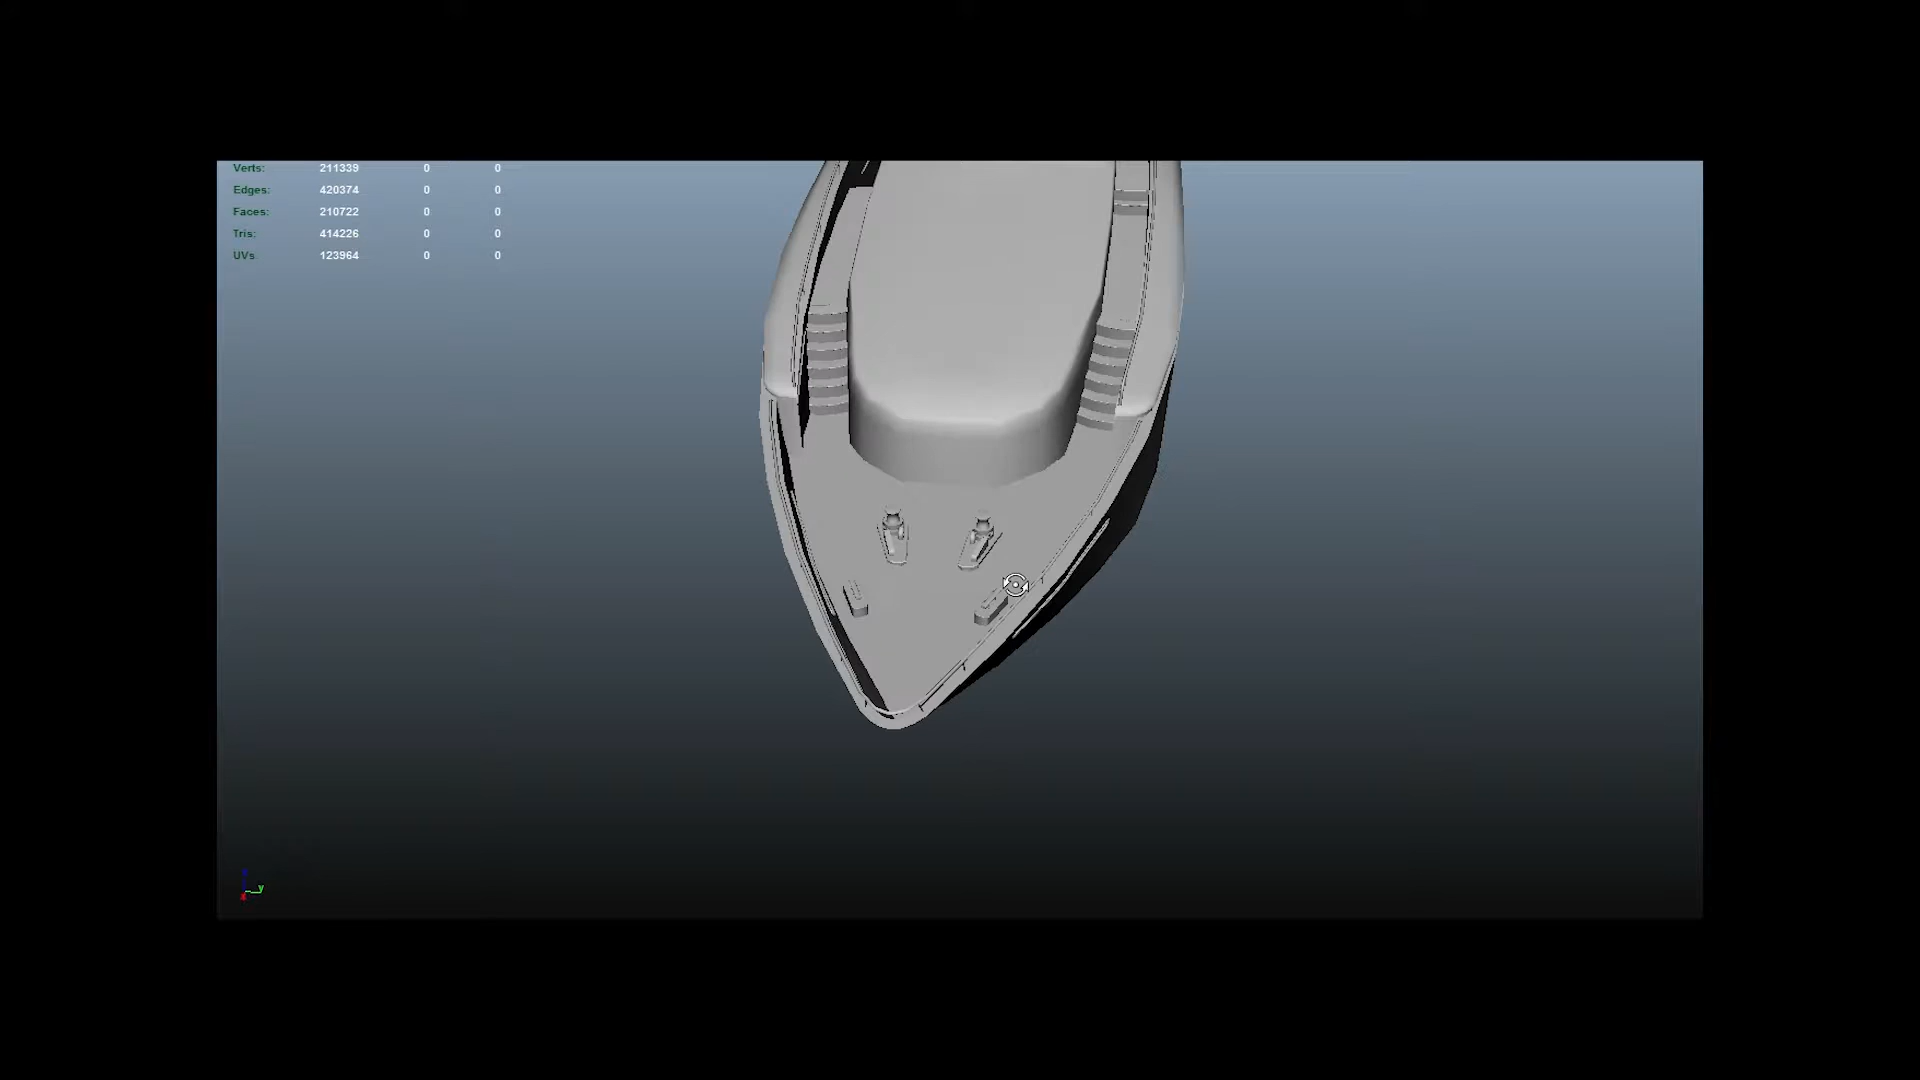 Verts: 211339 0 0
Edges: 420374 0 0
Faces: 210722 0 0
Tris: 414226 0 0
UVs: 123964 0 0
y